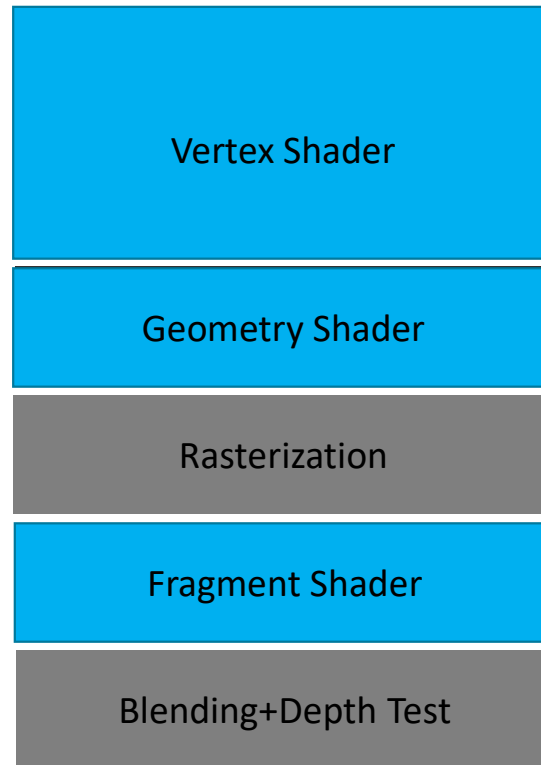 Vertex Shader
Geometry Shader
Rasterization
Fragment Shader
Blending+Depth Test